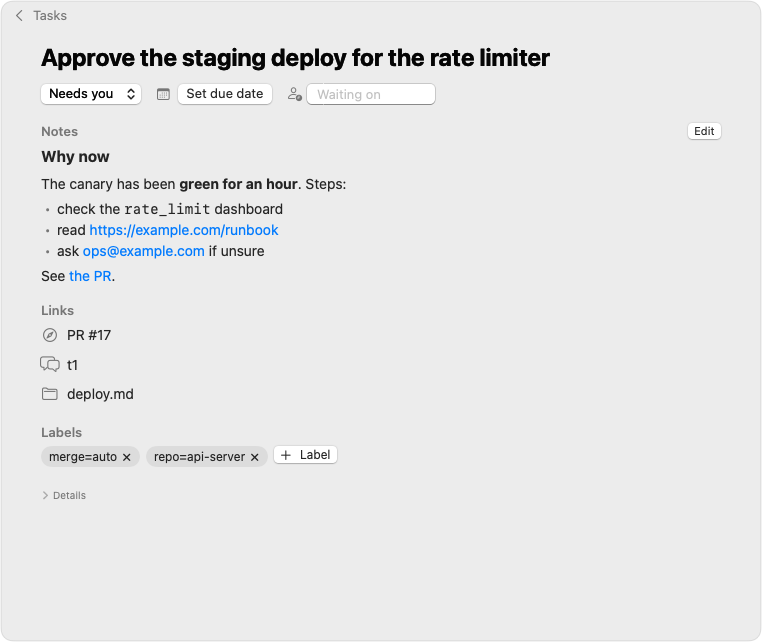 Tasks
Approve the staging deploy for the rate limiter
Needs you Set due date Waiting on
Notes Edit
Why now
The canary has been green for an hour. Steps:
• check the rate_limit dashboard
• read https://example.com/runbook
• ask ops@example.com if unsure
See the PR.
Links
PR #17
t1
deploy.md
Labels
merge=auto × repo=api-server × + Label
Details